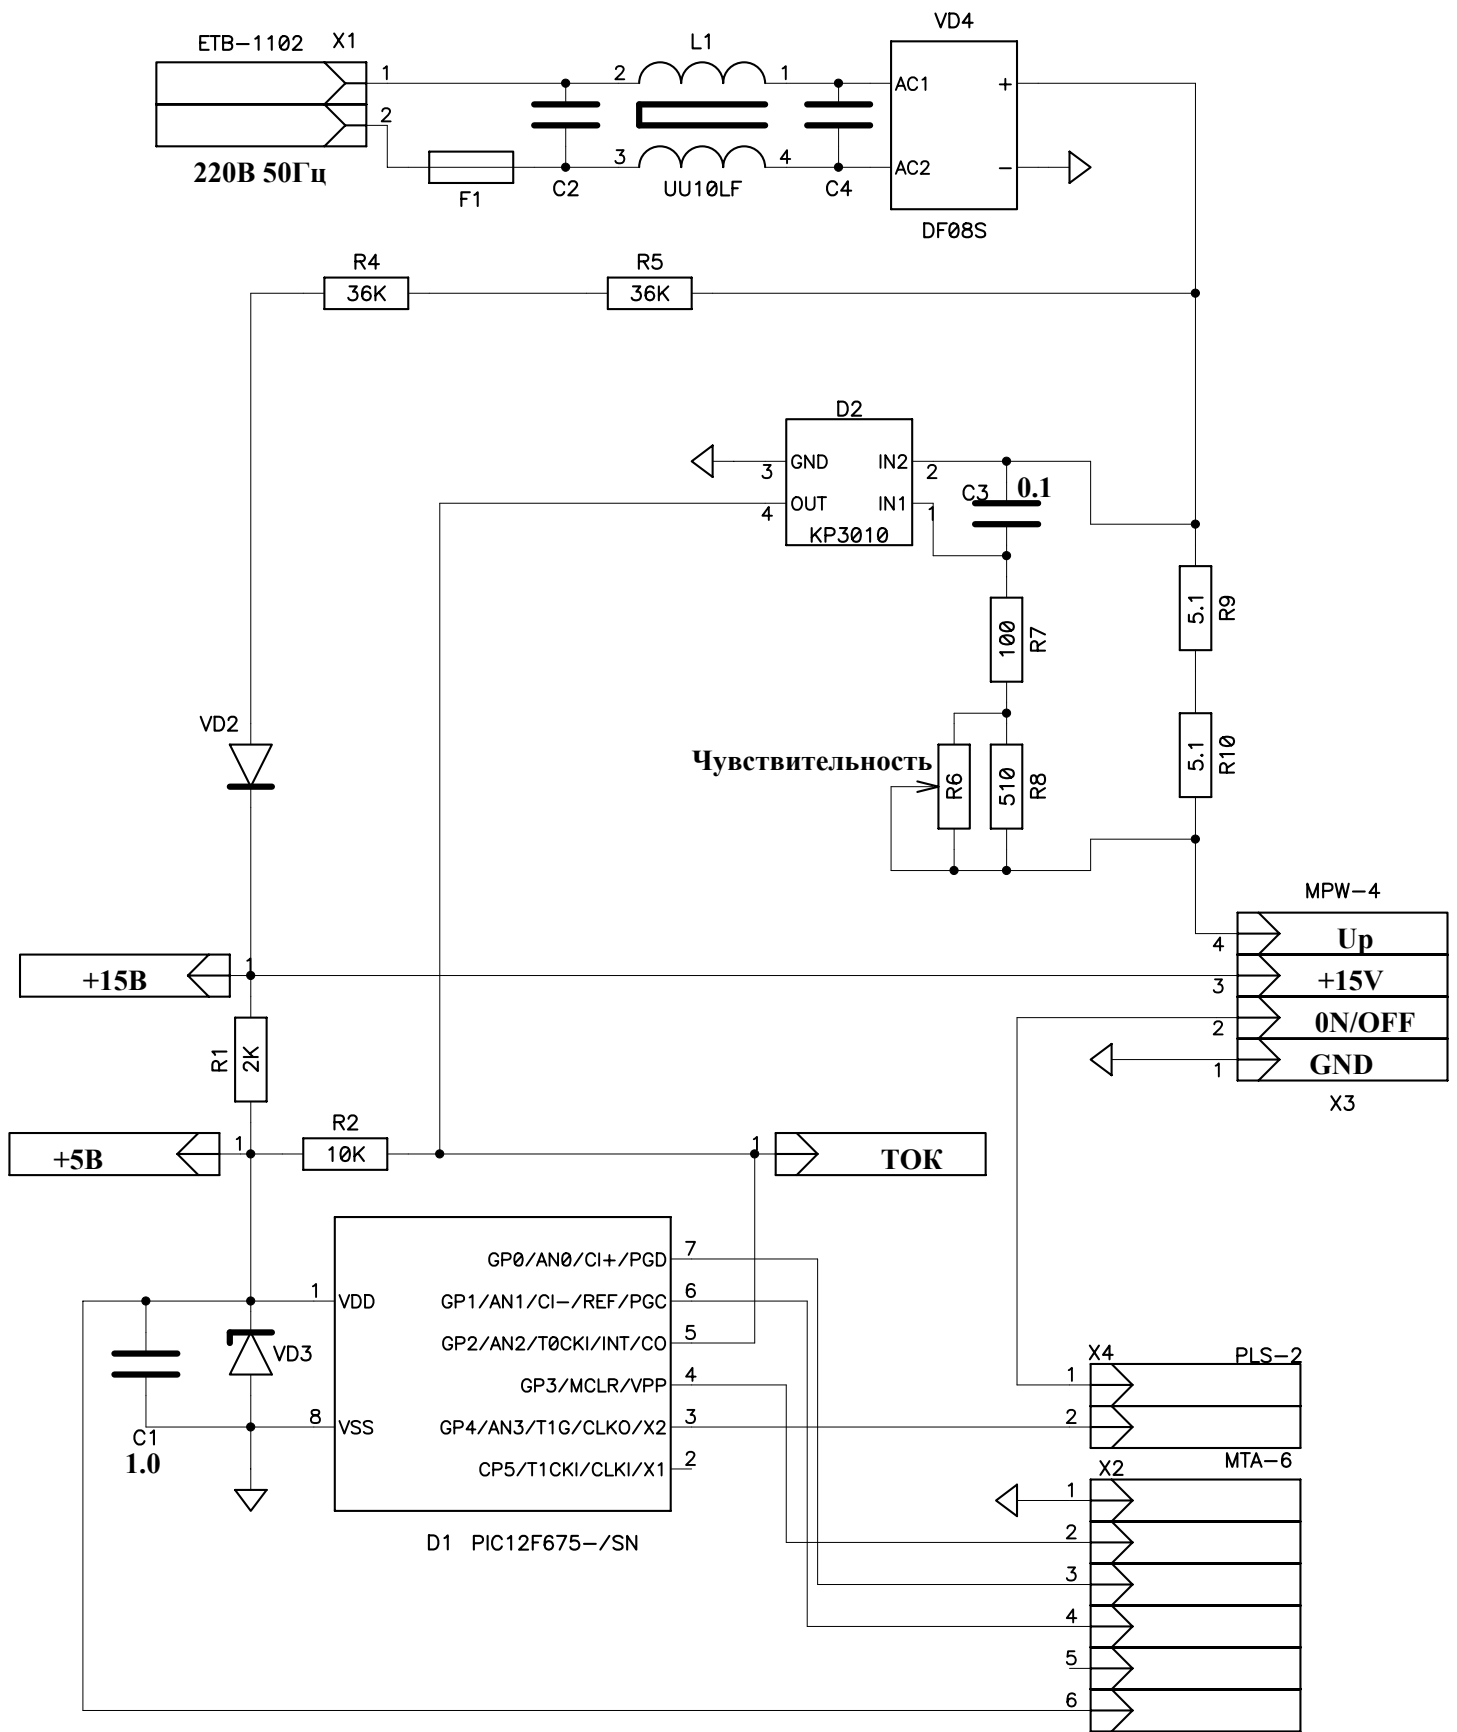 VD4
ETB-1102 X1 L1
1 2 1 AC1 +
2 3 4 AC2 −
220В 50Гц F1 C2 UU10LF C4
DF08S
R4 R5
36K 36K
D2
3 GND IN2 2
C3 0.1
4 OUT IN1 1
KP3010
5.1 R9
100 R7
VD2
Чувствительность R6 510 R8 5.1 R10
MPW-4
4 Up
+15В 1 3 +15V
2 0N/OFF
R1 2K 1 GND
X3
R2
+5В 1 10K 1 ТОК
GP0/AN0/CI+/PGD 7
1 VDD GP1/AN1/CI-/REF/PGC 6
VD3 GP2/AN2/T0CKI/INT/CO 5
X4 PLS-2
GP3/MCLR/VPP 4 1
8 VSS GP4/AN3/T1G/CLKO/X2 3 2
C1
1.0 CP5/T1CKI/CLKI/X1 2
X2 MTA-6
1
D1 PIC12F675-/SN 2
3
4
5
6